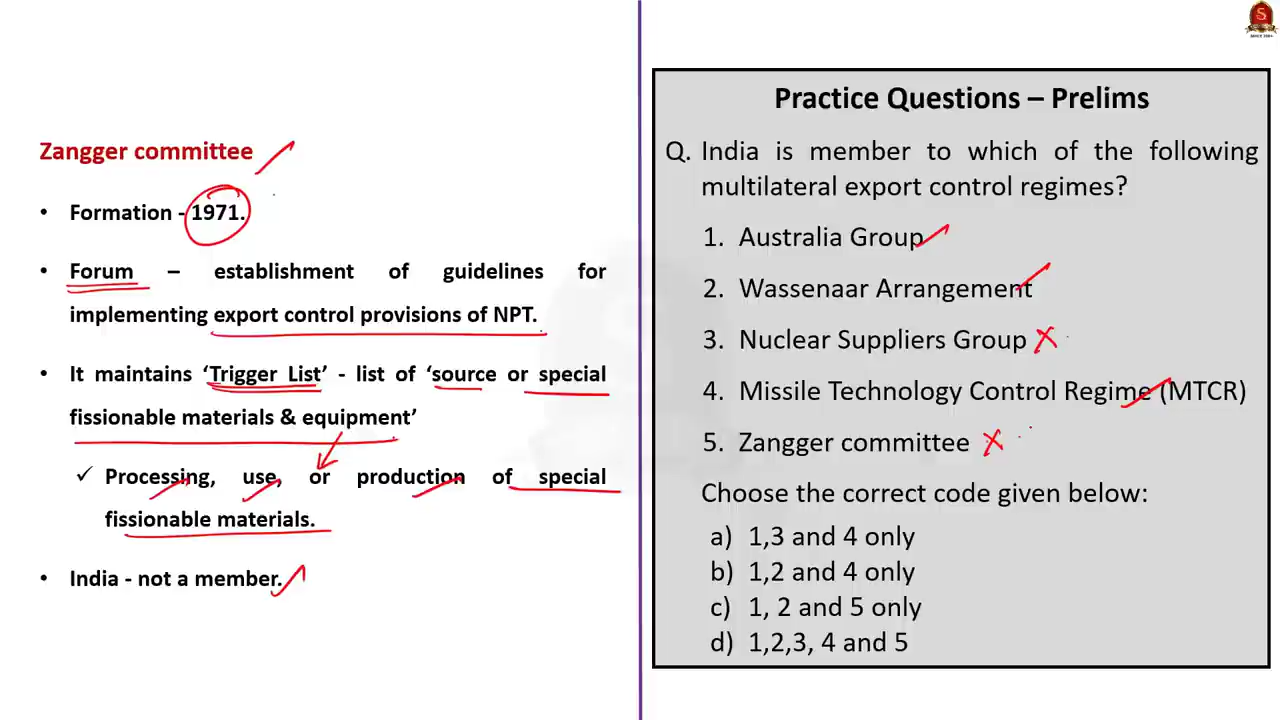 Zangger committee
• Formation - 1971.
• Forum – establishment of guidelines for
implementing export control provisions of NPT.
• It maintains ‘Trigger List’ - list of ‘source or special
fissionable materials & equipment’
✓ Processing, use, or production of special
fissionable materials.
• India - not a member.
S
SINCE 2004
Practice Questions – Prelims
Q. India is member to which of the following
multilateral export control regimes?
1. Australia Group
2. Wassenaar Arrangement
3. Nuclear Suppliers Group
4. Missile Technology Control Regime (MTCR)
5. Zangger committee
Choose the correct code given below:
a) 1,3 and 4 only
b) 1,2 and 4 only
c) 1, 2 and 5 only
d) 1,2,3, 4 and 5